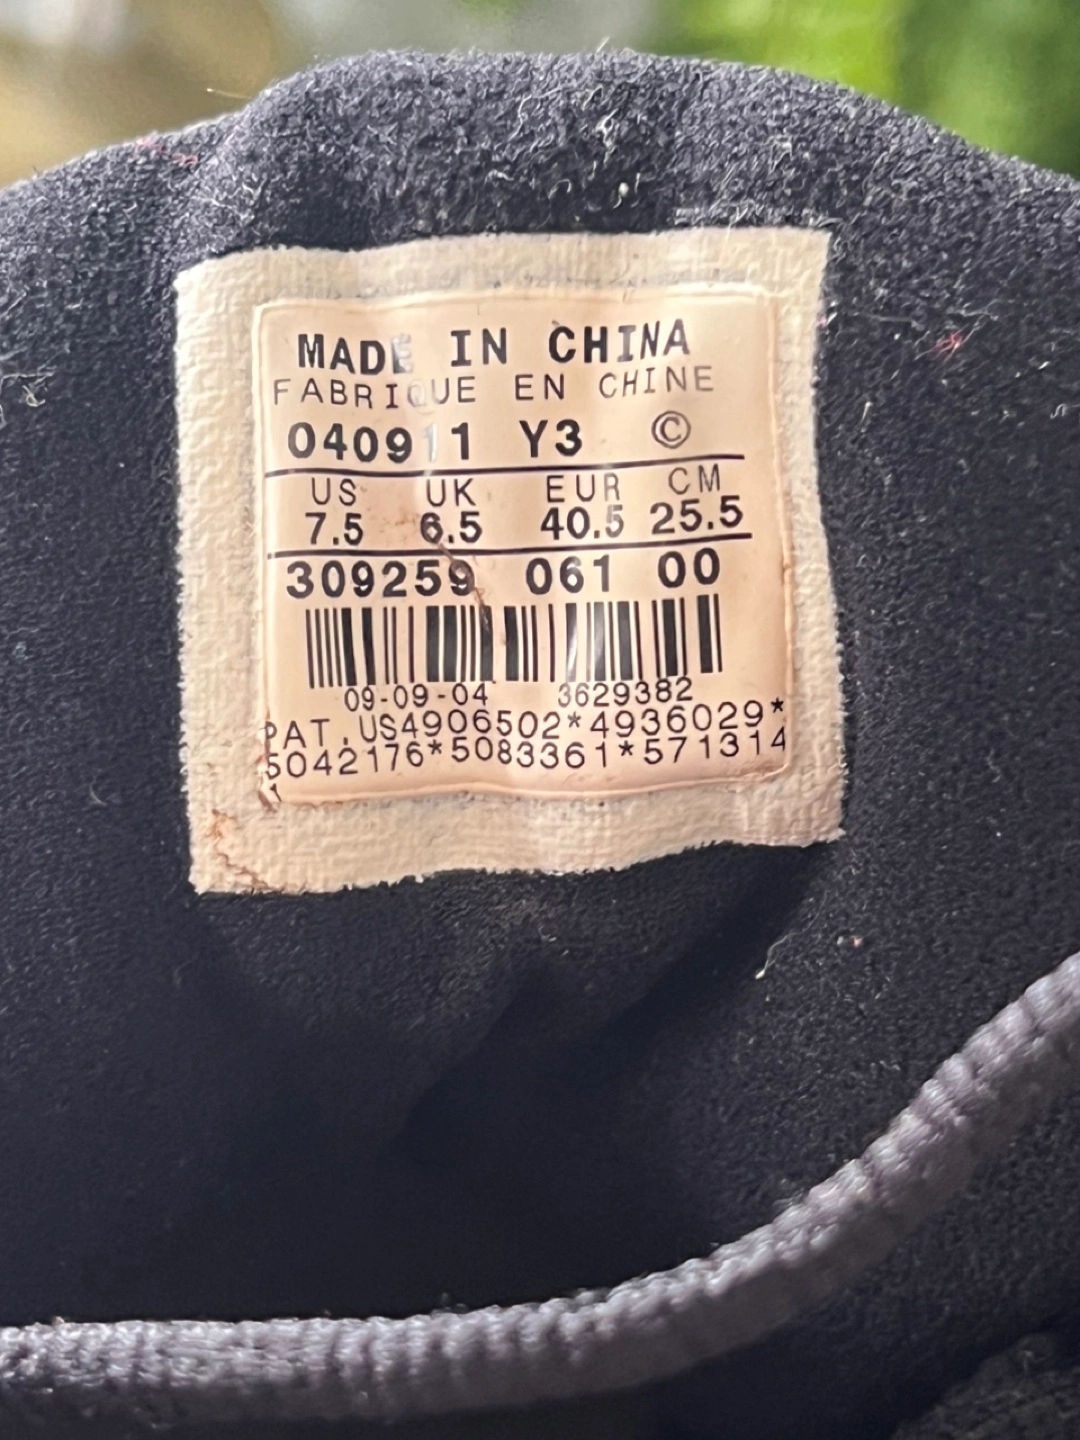 MADE IN CHINA
FABRIQUE EN CHINE
040911 Y3 ©
US UK EUR CM
7.5 6.5 40.5 25.5
309259 061 00
09-09-04 3629382
PAT.US4906502*4936029*
5042176*5083361*571314
1